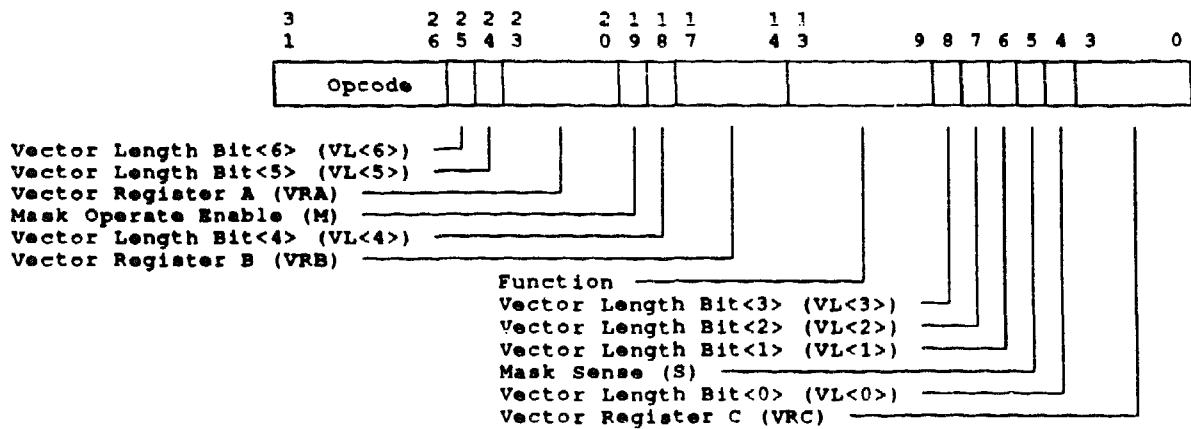 3 2 2 2 2 2 1 1 1 1 1
1 6 5 4 3 0 9 8 7 4 3 9 8 7 6 5 4 3 0
Opcode
Vector Length Bit<6> (VL<6>)
Vector Length Bit<5> (VL<5>)
Vector Register A (VRA)
Mask Operate Enable (M)
Vector Length Bit<4> (VL<4>)
Vector Register B (VRB)
Function
Vector Length Bit<3> (VL<3>)
Vector Length Bit<2> (VL<2>)
Vector Length Bit<1> (VL<1>)
Mask Sense (S)
Vector Length Bit<0> (VL<0>)
Vector Register C (VRC)